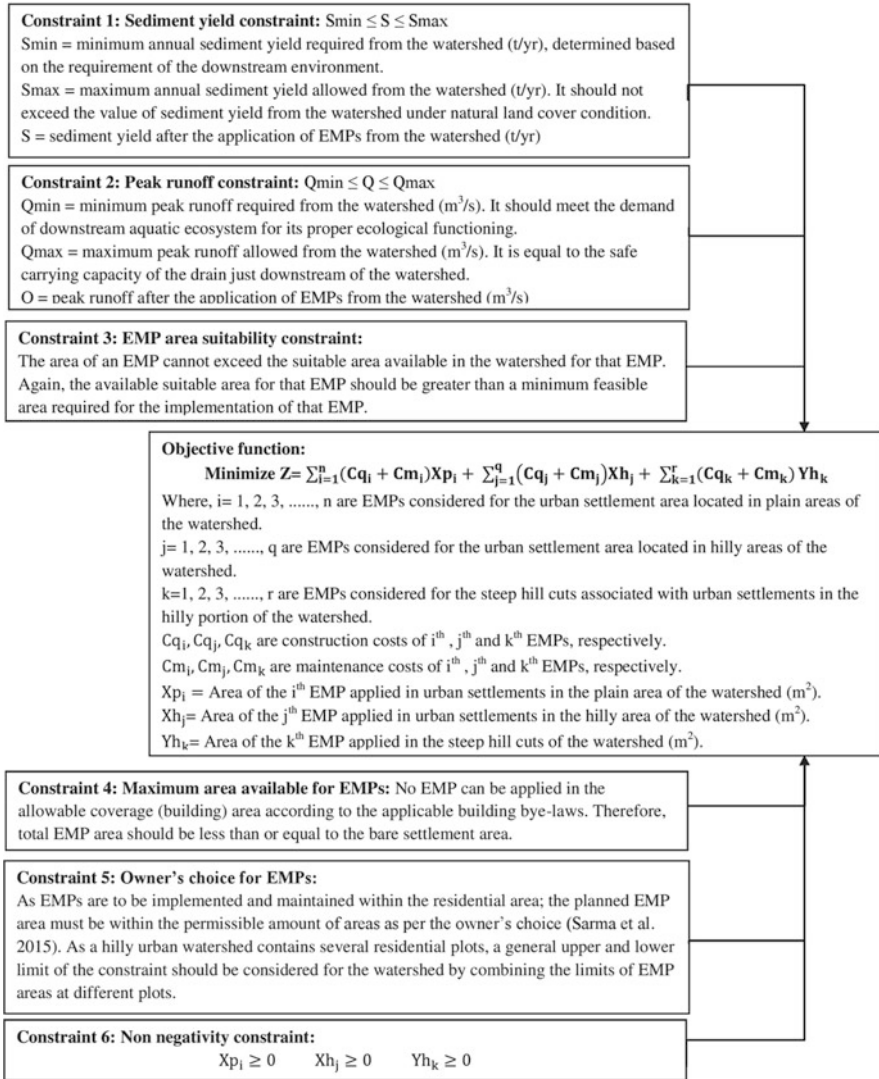 Constraint 1: Sediment yield constraint: Smin ≤ S ≤ Smax
Smin = minimum annual sediment yield required from the watershed (t/yr), determined based
on the requirement of the downstream environment.
Smax = maximum annual sediment yield allowed from the watershed (t/yr). It should not
exceed the value of sediment yield from the watershed under natural land cover condition.
S = sediment yield after the application of EMPs from the watershed (t/yr)
Constraint 2: Peak runoff constraint: Qmin ≤ Q ≤ Qmax
Qmin = minimum peak runoff required from the watershed (m³/s). It should meet the demand
of downstream aquatic ecosystem for its proper ecological functioning.
Qmax = maximum peak runoff allowed from the watershed (m³/s). It is equal to the safe
carrying capacity of the drain just downstream of the watershed.
Q = peak runoff after the application of EMPs from the watershed (m³/s)
Constraint 3: EMP area suitability constraint:
The area of an EMP cannot exceed the suitable area available in the watershed for that EMP.
Again, the available suitable area for that EMP should be greater than a minimum feasible
area required for the implementation of that EMP.
Objective function:
Minimize Z= ∑ⁿᵢ₌₁(Cqᵢ + Cmᵢ)Xpᵢ + ∑^q_{j=1}(Cqⱼ + Cmⱼ)Xhⱼ + ∑ʳₖ₌₁(Cqₖ + Cmₖ) Yhₖ
Where, i= 1, 2, 3, ......, n are EMPs considered for the urban settlement area located in plain areas of
the watershed.
j= 1, 2, 3, ......, q are EMPs considered for the urban settlement area located in hilly areas of the
watershed.
k=1, 2, 3, ......, r are EMPs considered for the steep hill cuts associated with urban settlements in the
hilly portion of the watershed.
Cqᵢ, Cqⱼ, Cqₖ are construction costs of iᵗʰ , jᵗʰ and kᵗʰ EMPs, respectively.
Cmᵢ, Cmⱼ, Cmₖ are maintenance costs of iᵗʰ , jᵗʰ and kᵗʰ EMPs, respectively.
Xpᵢ = Area of the iᵗʰ EMP applied in urban settlements in the plain area of the watershed (m²).
Xhⱼ= Area of the jᵗʰ EMP applied in urban settlements in the hilly area of the watershed (m²).
Yhₖ= Area of the kᵗʰ EMP applied in the steep hill cuts of the watershed (m²).
Constraint 4: Maximum area available for EMPs: No EMP can be applied in the
allowable coverage (building) area according to the applicable building bye-laws. Therefore,
total EMP area should be less than or equal to the bare settlement area.
Constraint 5: Owner's choice for EMPs:
As EMPs are to be implemented and maintained within the residential area; the planned EMP
area must be within the permissible amount of areas as per the owner's choice (Sarma et al.
2015). As a hilly urban watershed contains several residential plots, a general upper and lower
limit of the constraint should be considered for the watershed by combining the limits of EMP
areas at different plots.
Constraint 6: Non negativity constraint:
Xpᵢ ≥ 0 Xhⱼ ≥ 0 Yhₖ ≥ 0